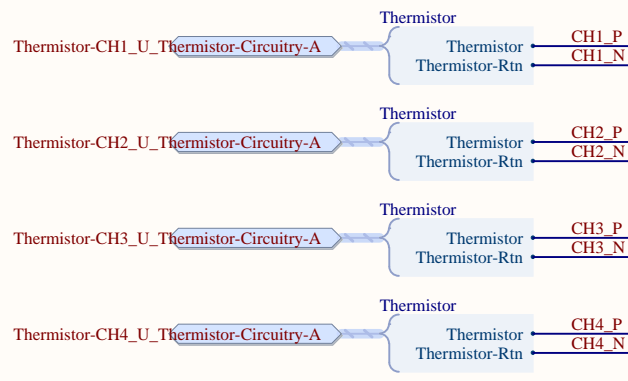 Thermistor
Thermistor-CH1_U_Thermistor-Circuitry-A Thermistor CH1_P
Thermistor-Rtn CH1_N
Thermistor
Thermistor-CH2_U_Thermistor-Circuitry-A Thermistor CH2_P
Thermistor-Rtn CH2_N
Thermistor
Thermistor-CH3_U_Thermistor-Circuitry-A Thermistor CH3_P
Thermistor-Rtn CH3_N
Thermistor
Thermistor-CH4_U_Thermistor-Circuitry-A Thermistor CH4_P
Thermistor-Rtn CH4_N